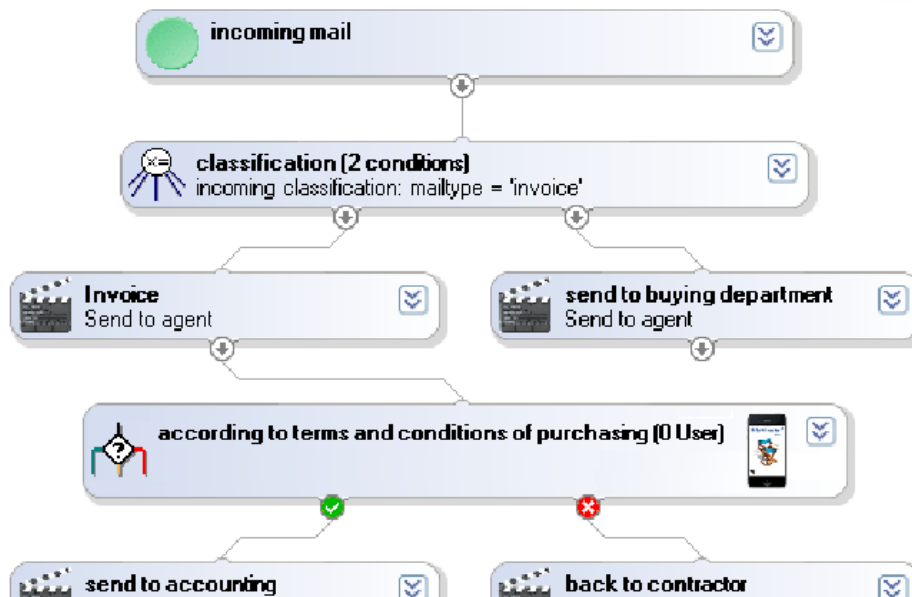 incoming mail
classification (2 conditions)
incoming classification: mailtype = 'invoice'
Invoice
Send to agent
send to buying department
Send to agent
according to terms and conditions of purchasing (0 User)
send to accounting
back to contractor